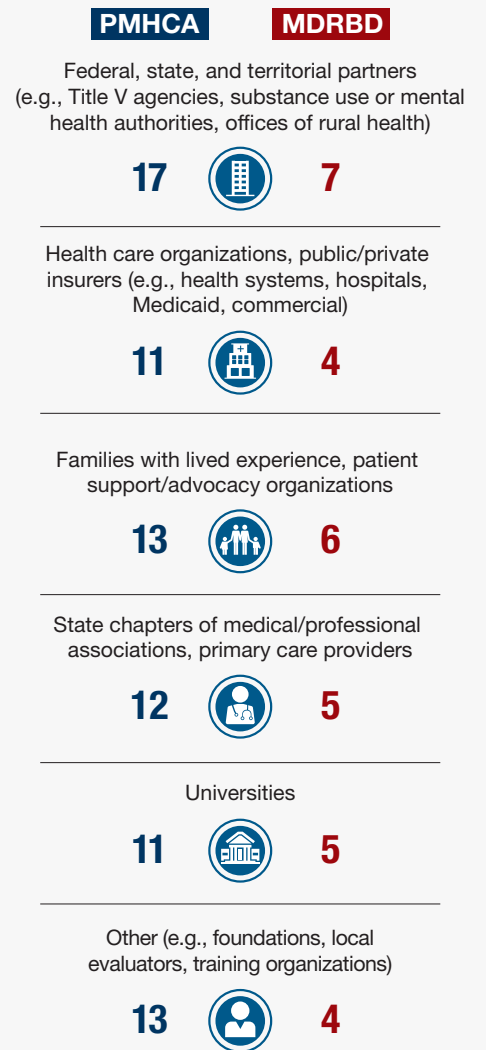 PMHCA MDRBD
Federal, state, and territorial partners
(e.g., Title V agencies, substance use or mental
health authorities, offices of rural health)
17 7
Health care organizations, public/private
insurers (e.g., health systems, hospitals,
Medicaid, commercial)
11 4
Families with lived experience, patient
support/advocacy organizations
13 6
State chapters of medical/professional
associations, primary care providers
12 5
Universities
11 5
Other (e.g., foundations, local
evaluators, training organizations)
13 4